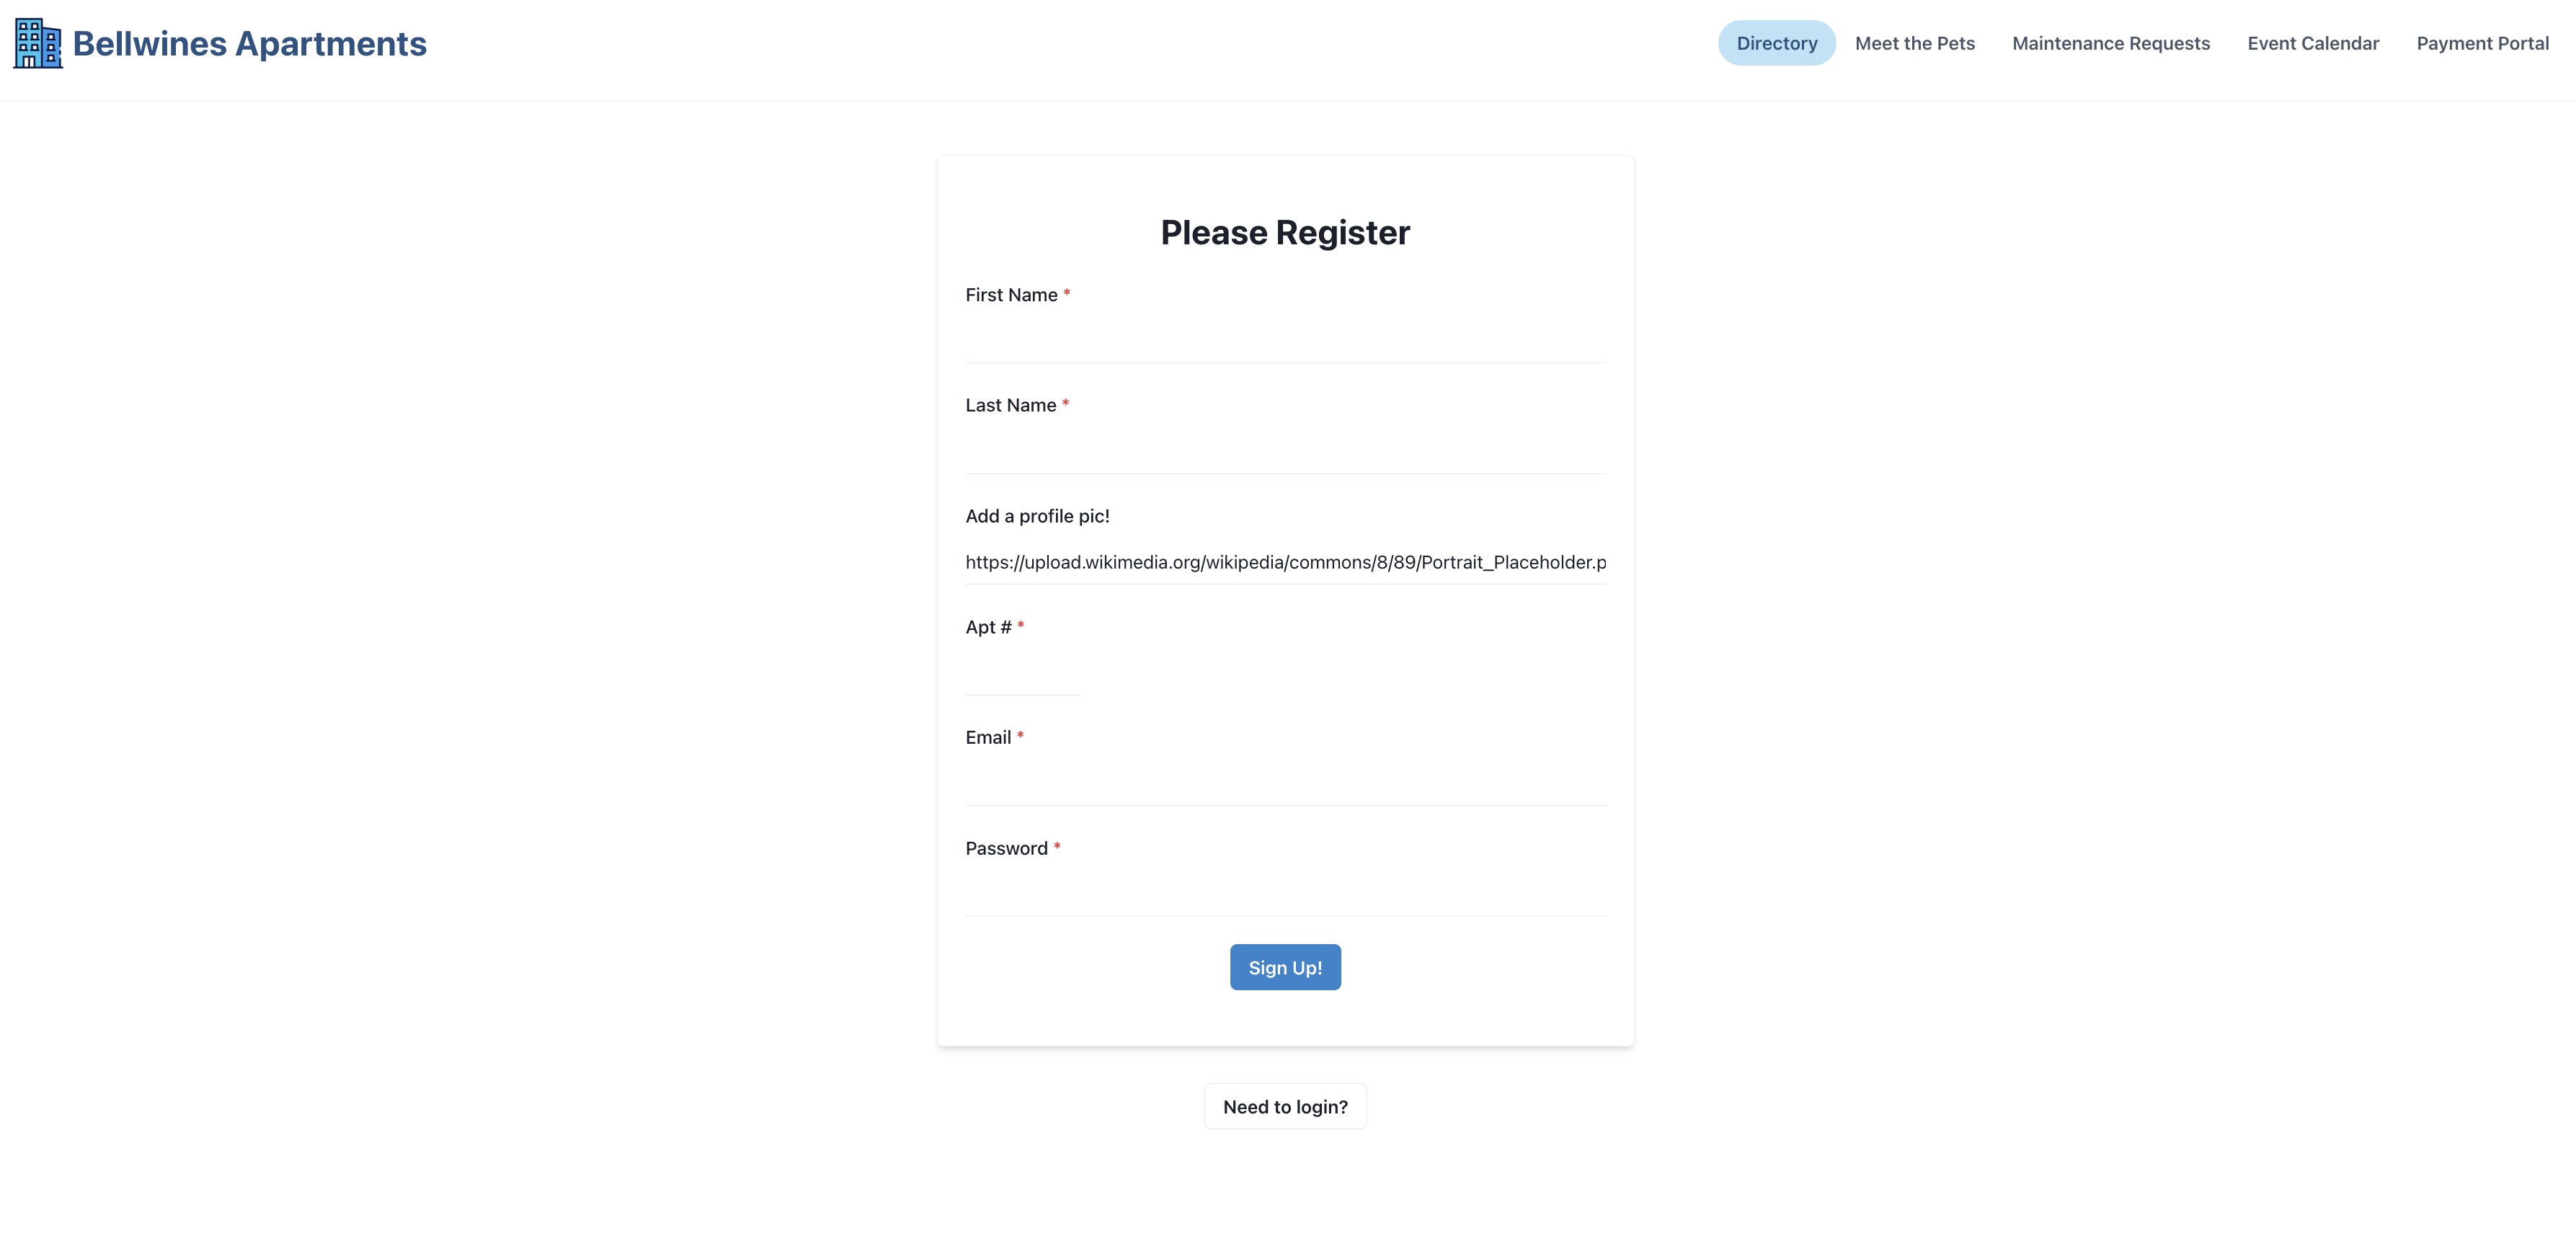 Bellwines Apartments
Directory Meet the Pets Maintenance Requests Event Calendar Payment Portal
Please Register
First Name *
Last Name *
Add a profile pic!
https://upload.wikimedia.org/wikipedia/commons/8/89/Portrait_Placeholder.p
Apt # *
Email *
Password *
Sign Up!
Need to login?